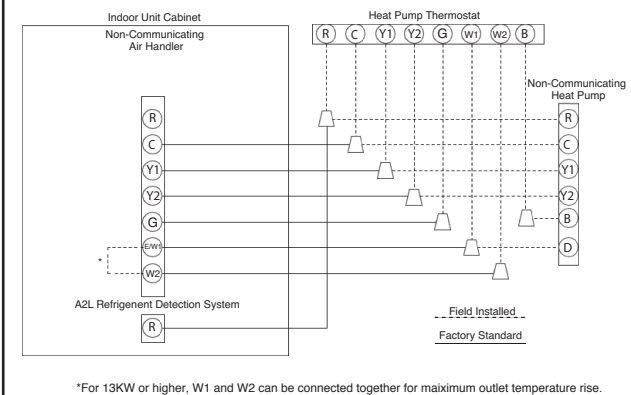 Indoor Unit Cabinet
Non-Communicating
Air Handler
R
C
Y1
Y2
G
E/W1
W2
*
A2L Refrigenent Detection System
R
Heat Pump Thermostat
R C Y1 Y2 G W1 W2 B
Non-Communicating
Heat Pump
R
C
Y1
Y2
B
D
Field Installed
Factory Standard
*For 13KW or higher, W1 and W2 can be connected together for maiximum outlet temperature rise.